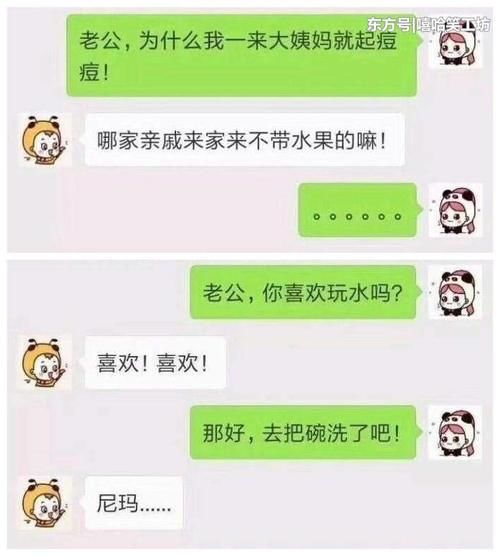 东方号|嘻哈笑工坊
老公，为什么我一来大姨妈就起痘
痘！
哪家亲戚来家来不带水果的嘛！
。。。。。。
老公，你喜欢玩水吗？
喜欢！喜欢！
那好，去把碗洗了吧！
尼玛......